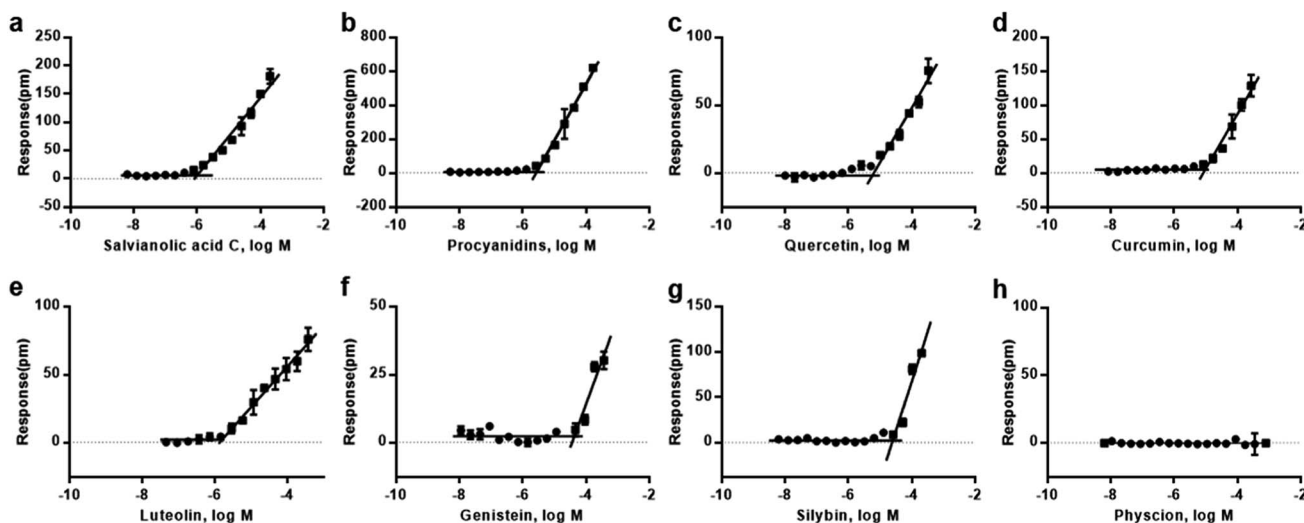 a
250
200
150
100
50
0
-50
Response(pm)
-10 -8 -6 -4 -2
Salvianolic acid C, log M
b
800
600
400
200
0
-200
Response(pm)
-10 -8 -6 -4 -2
Procyanidins, log M
c
100
50
0
Response(pm)
-10 -8 -6 -4 -2
Quercetin, log M
d
200
150
100
50
0
-50
Response(pm)
-10 -8 -6 -4 -2
Curcumin, log M
e
100
50
0
Response(pm)
-10 -8 -6 -4
Luteolin, log M
f
50
25
0
Response(pm)
-10 -8 -6 -4 -2
Genistein, log M
g
150
100
50
0
Response(pm)
-10 -8 -6 -4 -2
Silybin, log M
h
100
50
0
Response(pm)
-10 -8 -6 -4 -2
Physcion, log M